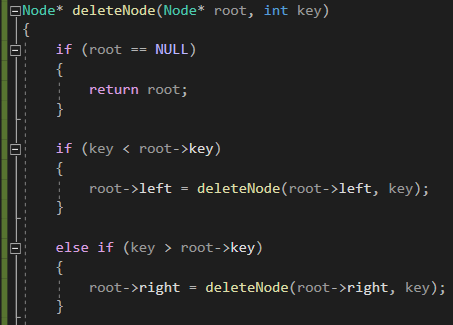 Node* deleteNode(Node* root, int key)
{
    if (root == NULL)
    {
        return root;
    }

    if (key < root->key)
    {
        root->left = deleteNode(root->left, key);
    }

    else if (key > root->key)
    {
        root->right = deleteNode(root->right, key);
    }